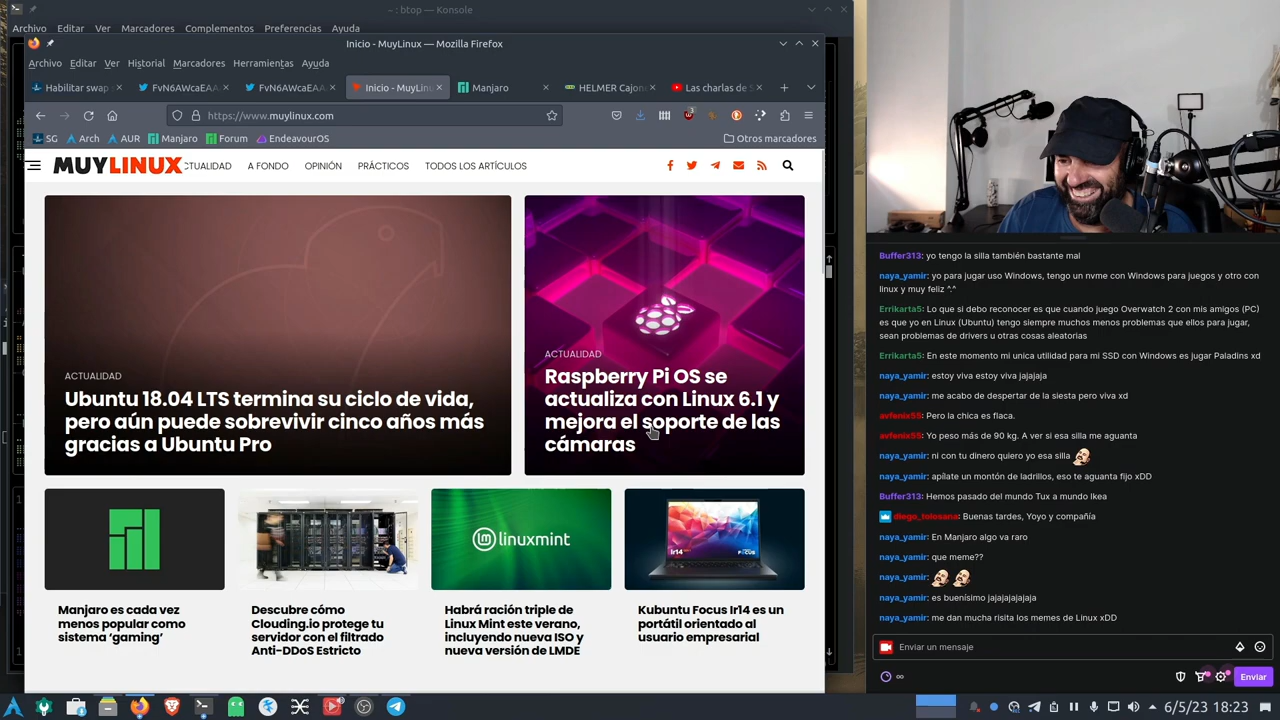 ~ : btop — Konsole
Archivo Editar Ver Marcadores Complementos Preferencias Ayuda
Inicio - MuyLinux — Mozilla Firefox
Archivo Editar Ver Historial Marcadores Herramientas Ayuda
Habilitar swap
FvN6AWcaEAA
FvN6AWcaEAA
Inicio - MuyLinu
Manjaro
HELMER Cajon
Las charlas de S
https://www.muylinux.com
3
SG Arch AUR Manjaro Forum EndeavourOS Otros marcadores
MUYLINUX CTUALIDAD A FONDO OPINIÓN PRÁCTICOS TODOS LOS ARTÍCULOS
ACTUALIDAD
Ubuntu 18.04 LTS termina su ciclo de vida,
pero aún puede sobrevivir cinco años más
gracias a Ubuntu Pro
ACTUALIDAD
Raspberry Pi OS se
actualiza con Linux 6.1 y
mejora el soporte de las
cámaras
linuxmint
Ir14
FOCUS
Manjaro es cada vez
menos popular como
sistema ‘gaming’
Descubre cómo
Clouding.io protege tu
servidor con el filtrado
Anti-DDoS Estricto
Habrá ración triple de
Linux Mint este verano,
incluyendo nueva ISO y
nueva versión de LMDE
Kubuntu Focus Ir14 es un
portátil orientado al
usuario empresarial
Buffer313: yo tengo la silla también bastante mal
naya_yamir: yo para jugar uso Windows, tengo un nvme con Windows para juegos y otro con
linux y muy feliz ^.^
Errikarta5: Lo que si debo reconocer es que cuando juego Overwatch 2 con mis amigos (PC)
es que yo en Linux (Ubuntu) tengo siempre muchos menos problemas que ellos para jugar,
sean problemas de drivers u otras cosas aleatorias
Errikarta5: En este momento mi unica utilidad para mi SSD con Windows es jugar Paladins xd
naya_yamir: estoy viva estoy viva jajajaja
naya_yamir: me acabo de despertar de la siesta pero viva xd
avfenix55: Pero la chica es flaca.
avfenix55: Yo peso más de 90 kg. A ver si esa silla me aguanta
naya_yamir: ni con tu dinero quiero yo esa silla
naya_yamir: apílate un montón de ladrillos, eso te aguanta fijo xDD
Buffer313: Hemos pasado del mundo Tux a mundo Ikea
diego_tolosana: Buenas tardes, Yoyo y compañía
naya_yamir: En Manjaro algo va raro
naya_yamir: que meme??
naya_yamir:
naya_yamir: es buenísimo jajajajajajaja
naya_yamir: me dan mucha risita los memes de Linux xDD
Enviar un mensaje
Enviar
6/5/23 18:23